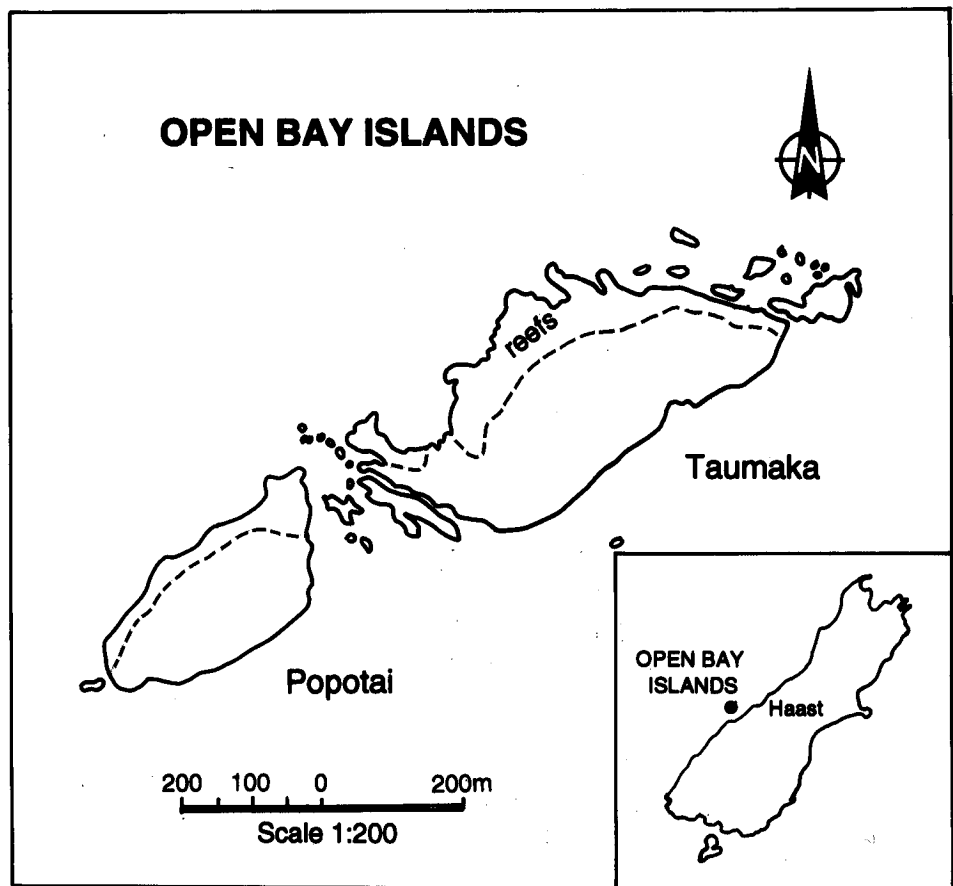 OPEN BAY ISLANDS
N
reefs
Taumaka
Popotai
OPEN BAY
ISLANDS
Haast
200 100 0 200m
Scale 1:200